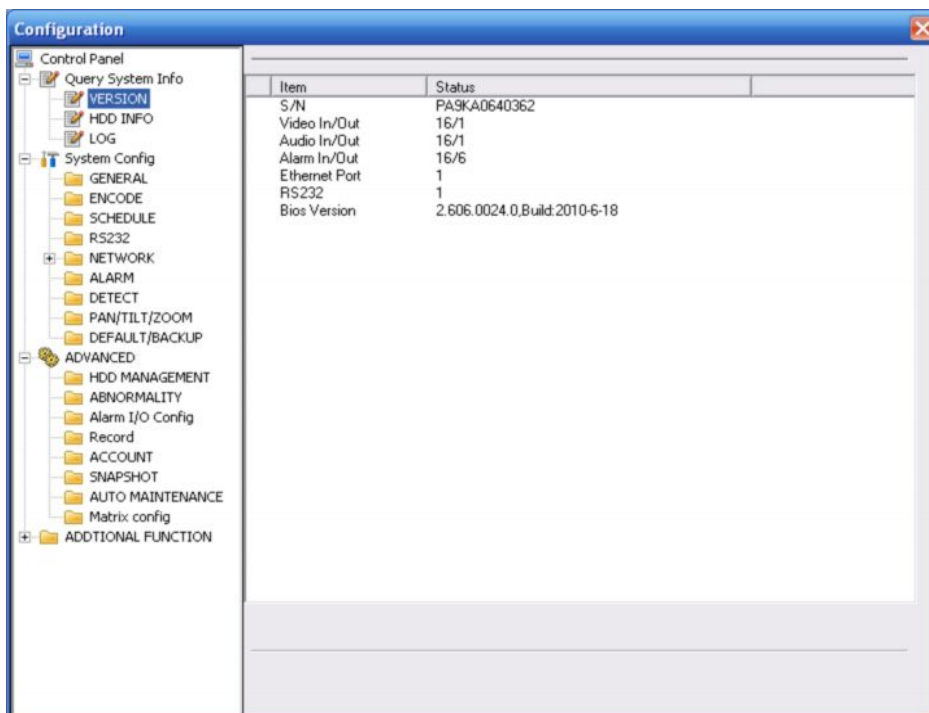 Configuration
Control Panel
Query System Info
VERSION
HDD INFO
LOG
System Config
GENERAL
ENCODE
SCHEDULE
RS232
NETWORK
ALARM
DETECT
PAN/TILT/ZOOM
DEFAULT/BACKUP
ADVANCED
HDD MANAGEMENT
ABNORMALITY
Alarm I/O Config
Record
ACCOUNT
SNAPSHOT
AUTO MAINTENANCE
Matrix config
ADDTIONAL FUNCTION
Item Status
S/N PA9KA0640362
Video In/Out 16/1
Audio In/Out 16/1
Alarm In/Out 16/6
Ethernet Port 1
RS232 1
Bios Version 2.606.0024.0,Build:2010-6-18